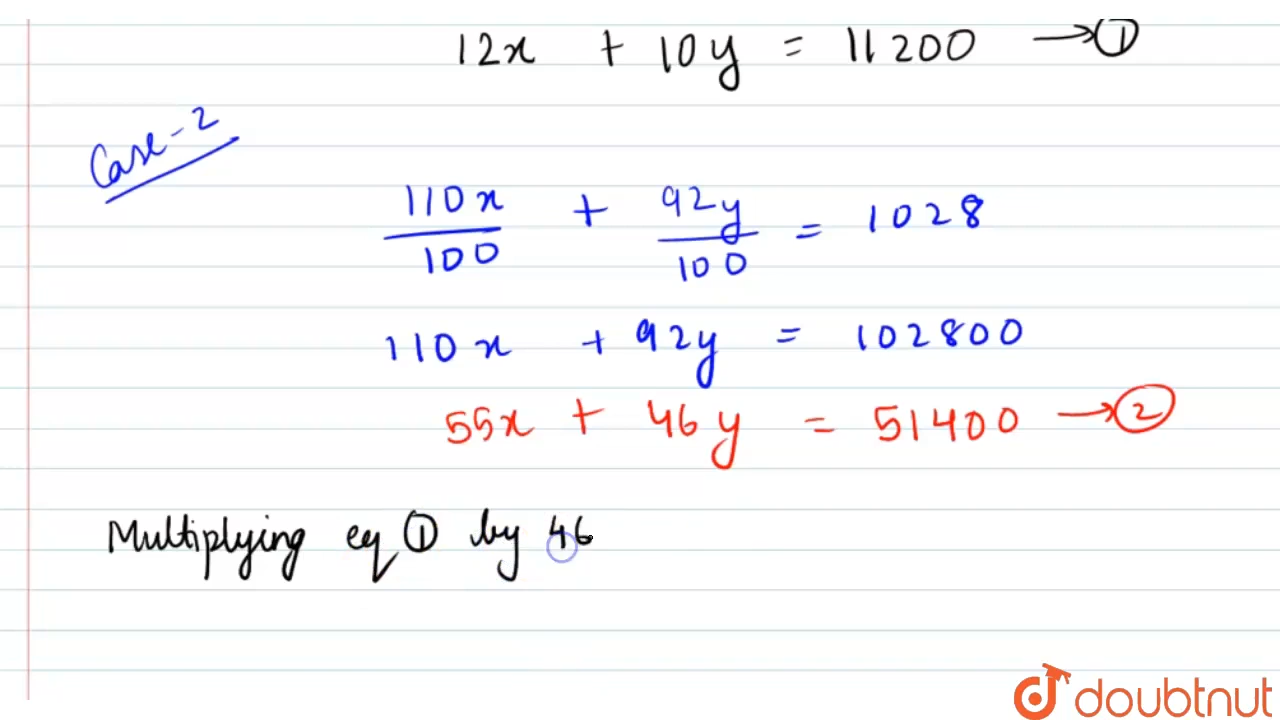 12x + 10y = 11200 → ①
Case-2
110x/100 + 92y/100 = 1028
110x + 92y = 102800
55x + 46y = 51400 → ②
Multiplying eq ① by 46
doubtnut